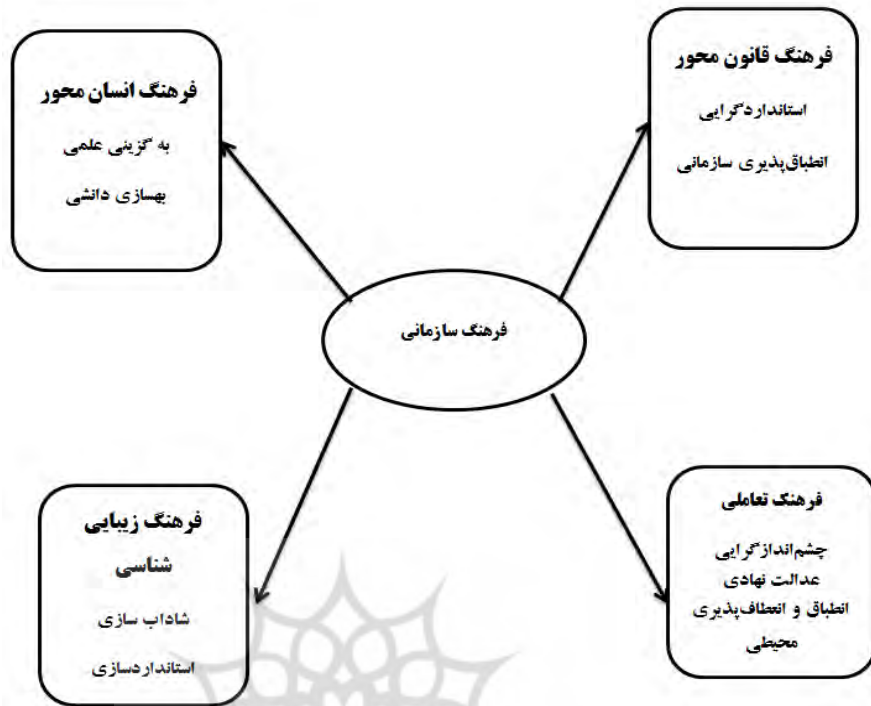 فرهنگ قانون محور
استانداردگرایی
انطباق‌پذیری سازمانی
فرهنگ انسان محور
به گزینی علمی
بهسازی دانشی
فرهنگ سازمانی
فرهنگ تعاملی
چشم‌اندازگرایی
عدالت نهادی
انطباق و انعطاف‌پذیری
محیطی
فرهنگ زیبایی
شناسی
شاداب سازی
استانداردسازی